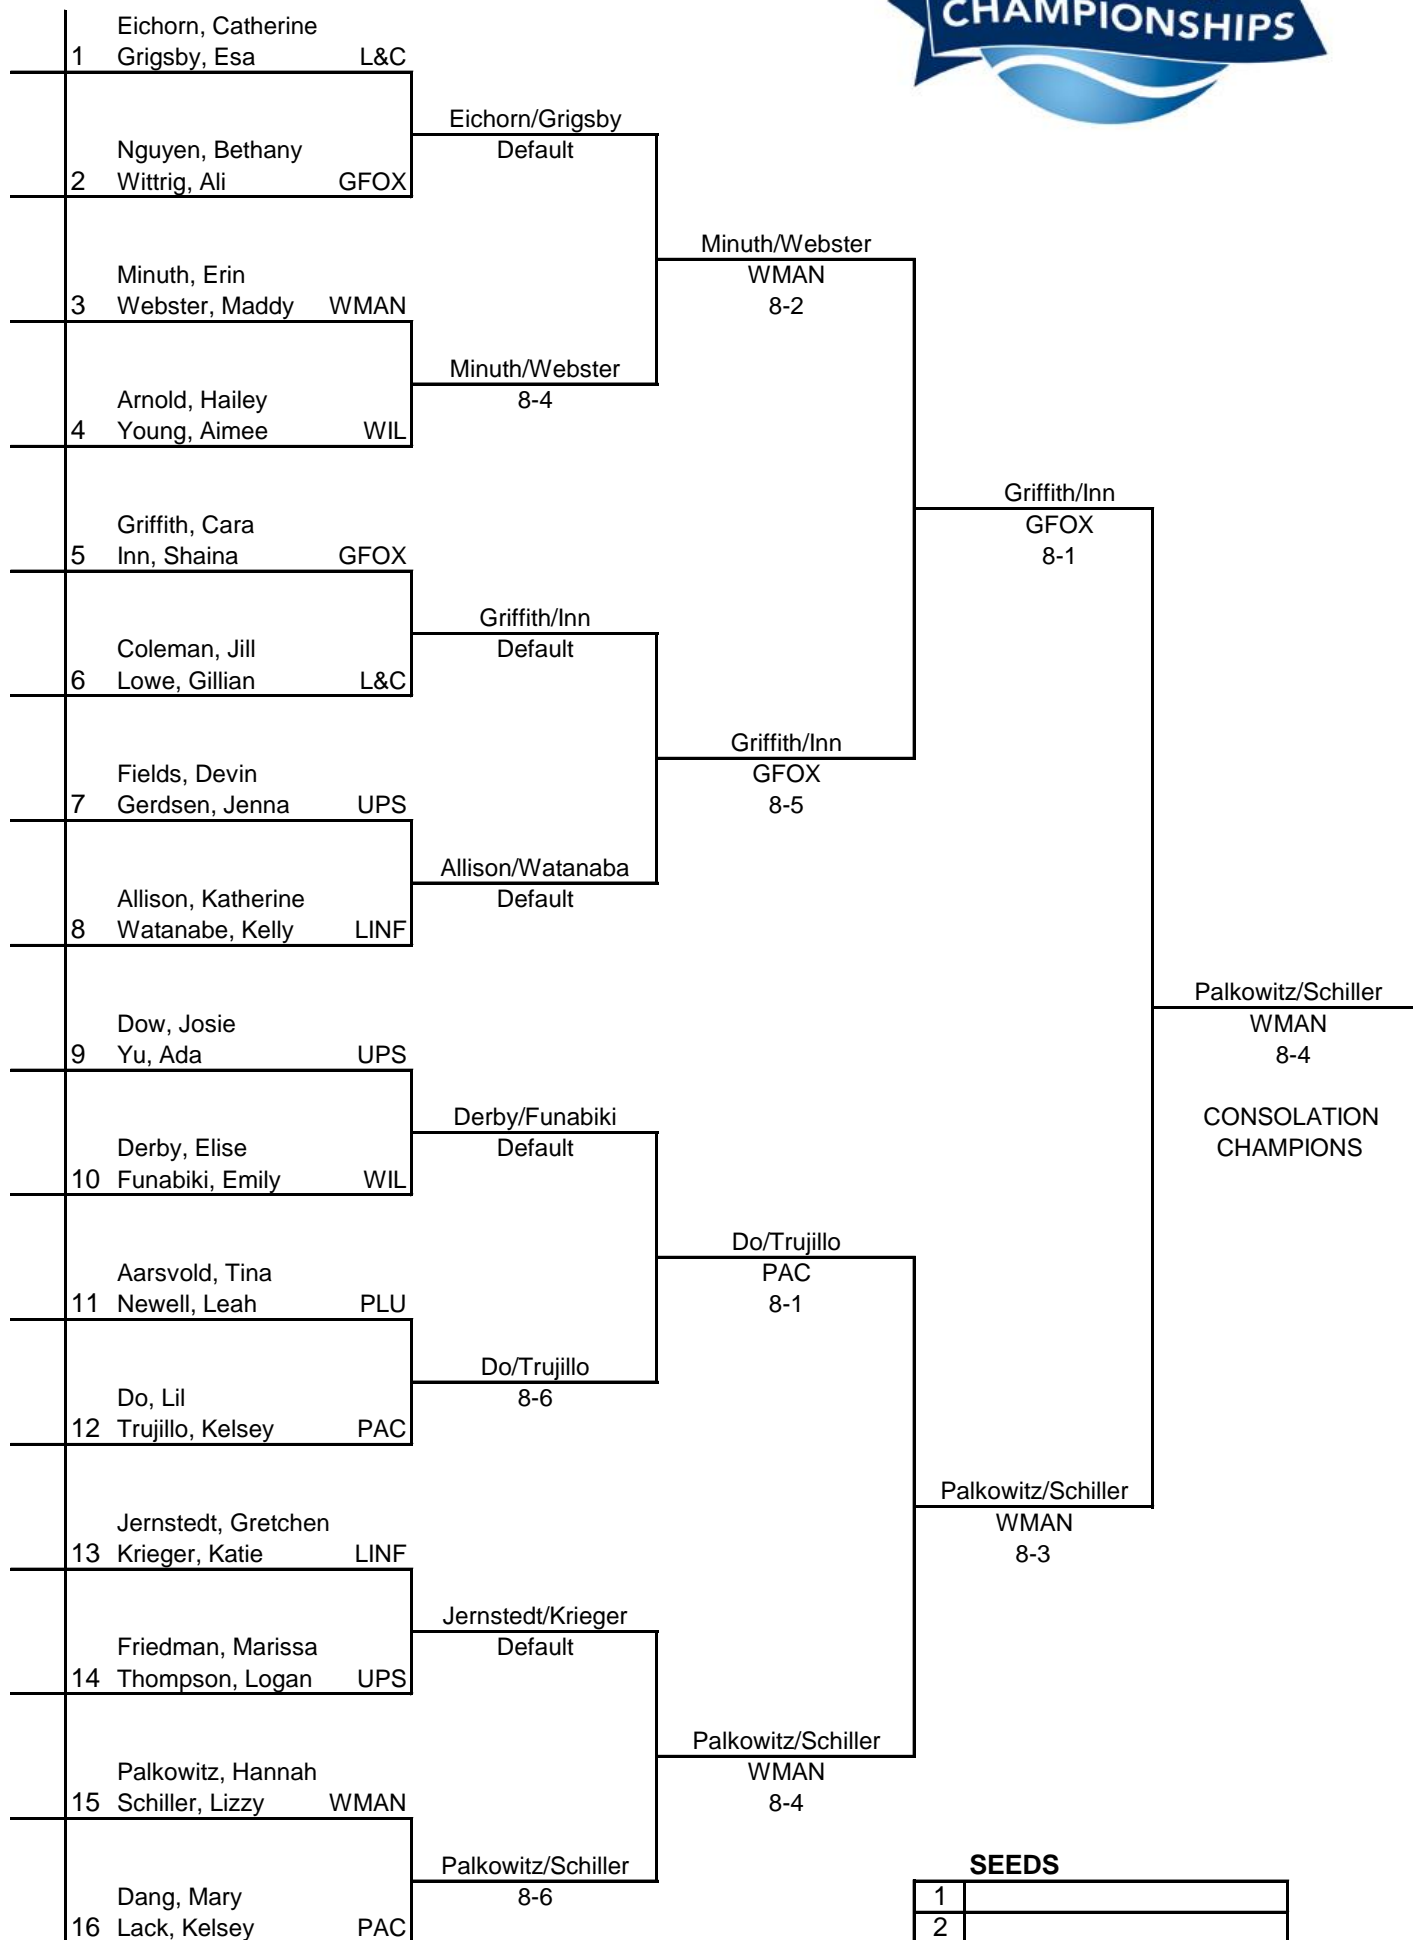 CHAMPIONSHIPS
Eichorn, Catherine
1 Grigsby, Esa L&C
Eichorn/Grigsby
Default
Nguyen, Bethany
2 Wittrig, Ali GFOX
Minuth/Webster
WMAN
8-2
Minuth, Erin
3 Webster, Maddy WMAN
Minuth/Webster
8-4
Arnold, Hailey
4 Young, Aimee WIL
Griffith/Inn
GFOX
8-1
Griffith, Cara
5 Inn, Shaina GFOX
Griffith/Inn
Default
Coleman, Jill
6 Lowe, Gillian L&C
Griffith/Inn
GFOX
8-5
Fields, Devin
7 Gerdsen, Jenna UPS
Allison/Watanaba
Default
Allison, Katherine
8 Watanabe, Kelly LINF
Palkowitz/Schiller
WMAN
8-4
CONSOLATION
CHAMPIONS
Dow, Josie
9 Yu, Ada UPS
Derby/Funabiki
Default
Derby, Elise
10 Funabiki, Emily WIL
Do/Trujillo
PAC
8-1
Aarsvold, Tina
11 Newell, Leah PLU
Do/Trujillo
8-6
Do, Lil
12 Trujillo, Kelsey PAC
Palkowitz/Schiller
WMAN
8-3
Jernstedt, Gretchen
13 Krieger, Katie LINF
Jernstedt/Krieger
Default
Friedman, Marissa
14 Thompson, Logan UPS
Palkowitz/Schiller
WMAN
8-4
Palkowitz, Hannah
15 Schiller, Lizzy WMAN
Palkowitz/Schiller
8-6
Dang, Mary
16 Lack, Kelsey PAC
SEEDS
1
2